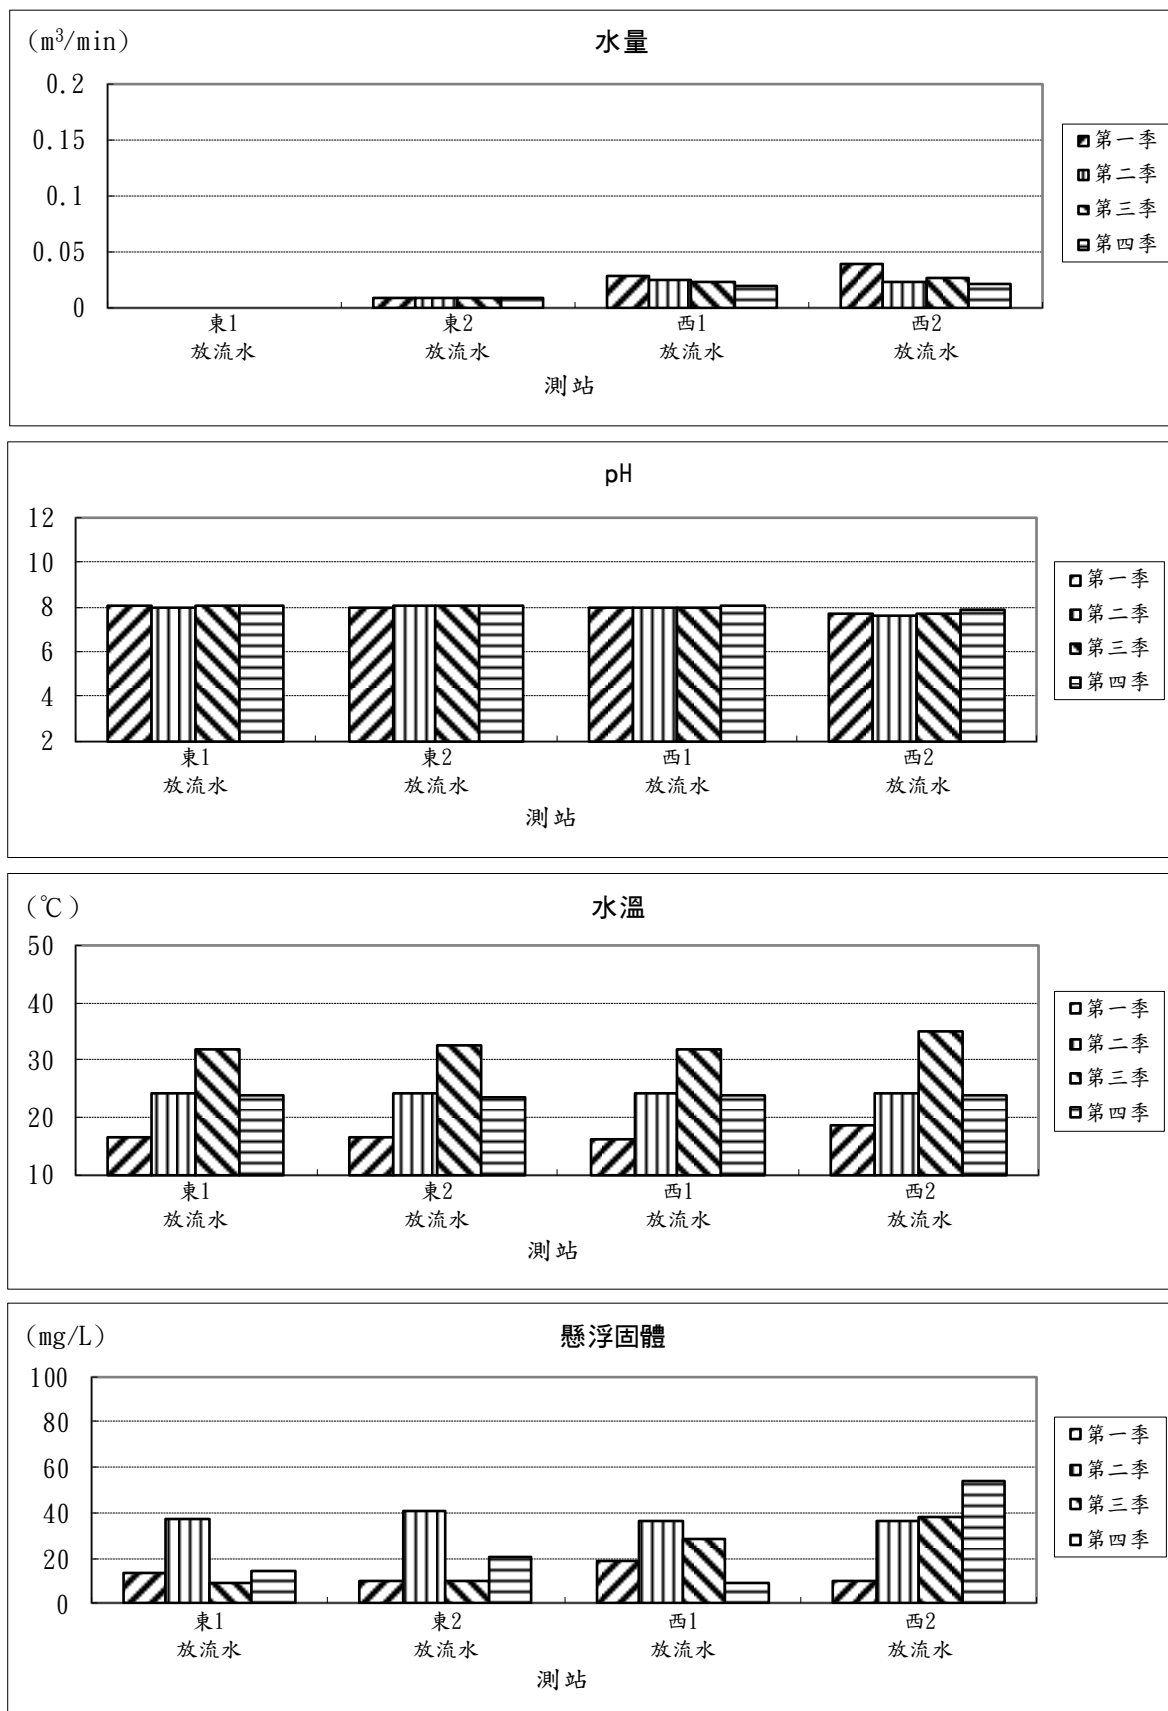 (m³/min)
水量
0.2
0.15
0.1
0.05
0
東1
放流水
東2
放流水
西1
放流水
西2
放流水
測站
第一季
第二季
第三季
第四季
pH
12
10
8
6
4
2
東1
放流水
東2
放流水
西1
放流水
西2
放流水
測站
第一季
第二季
第三季
第四季
(℃)
水溫
50
40
30
20
10
東1
放流水
東2
放流水
西1
放流水
西2
放流水
測站
第一季
第二季
第三季
第四季
(mg/L)
懸浮固體
100
80
60
40
20
0
東1
放流水
東2
放流水
西1
放流水
西2
放流水
測站
第一季
第二季
第三季
第四季